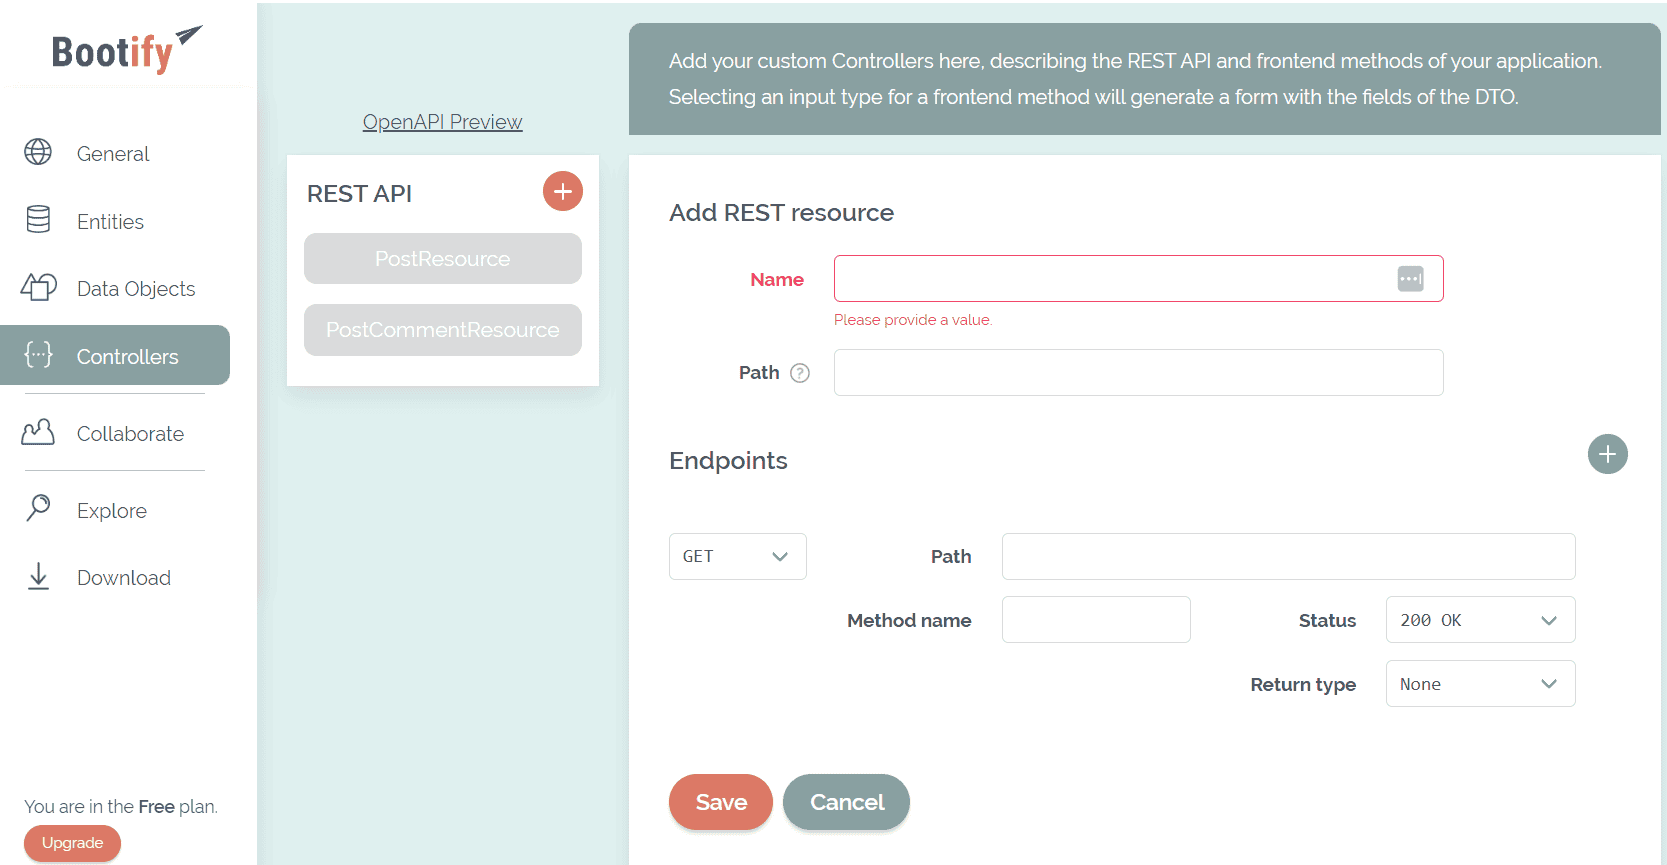 Bootify
General
Entities
Data Objects
Controllers
Collaborate
Explore
Download
You are in the Free plan.
Upgrade
OpenAPI Preview
REST API
PostResource
PostCommentResource
Add your custom Controllers here, describing the REST API and frontend methods of your application.
Selecting an input type for a frontend method will generate a form with the fields of the DTO.
Add REST resource
Name
Please provide a value.
Path ?
Endpoints
GET
Path
Method name
Status
200 OK
Return type
None
Save
Cancel